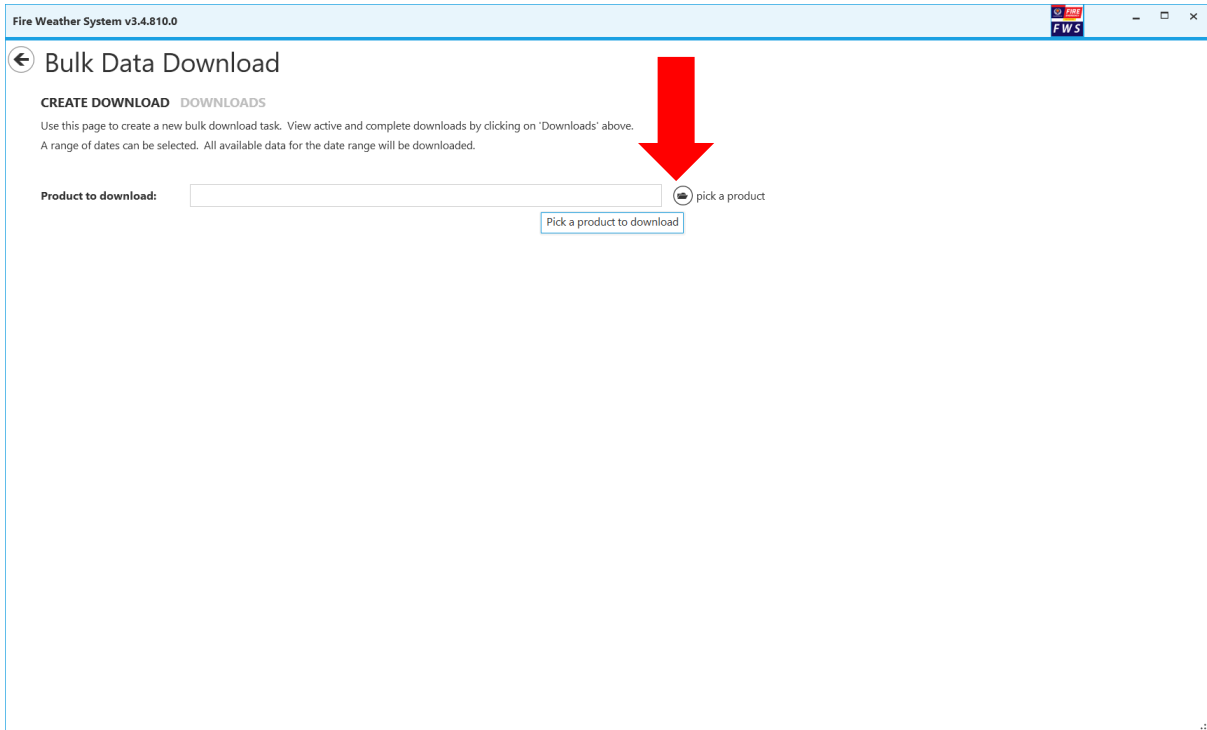 Fire Weather System v3.4.810.0
FIRE
FWS
Bulk Data Download
CREATE DOWNLOAD DOWNLOADS
Use this page to create a new bulk download task. View active and complete downloads by clicking on 'Downloads' above.
A range of dates can be selected. All available data for the date range will be downloaded.
Product to download:
pick a product
Pick a product to download